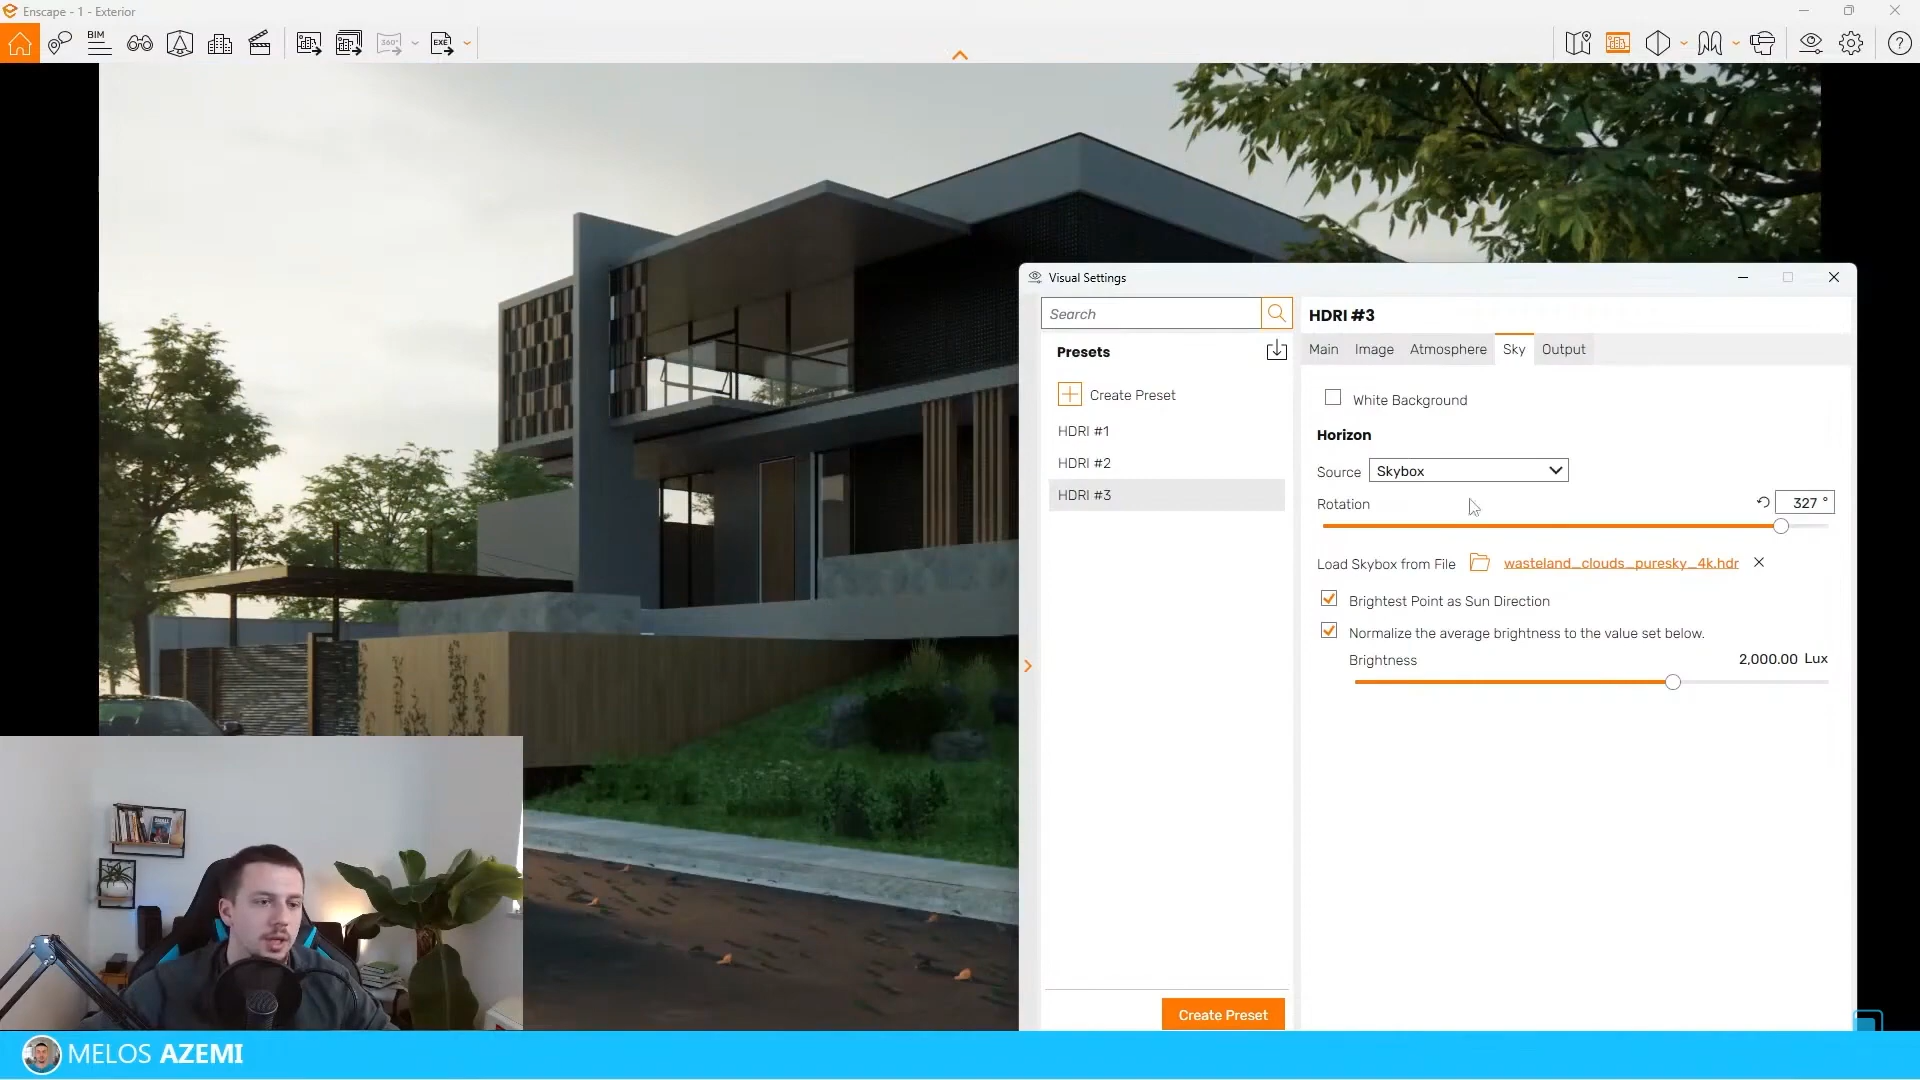 Enscape - 1 - Exterior
BIM
360°
EXE
Visual Settings
Search
HDRI #3
Presets
Main
Image
Atmosphere
Sky
Output
Create Preset
White Background
HDRI #1
Horizon
HDRI #2
Source
Skybox
HDRI #3
Rotation
327 °
Load Skybox from File
wasteland_clouds_puresky_4k.hdr
Brightest Point as Sun Direction
Normalize the average brightness to the value set below.
Brightness
2,000.00 Lux
Create Preset
MELOS AZEMI